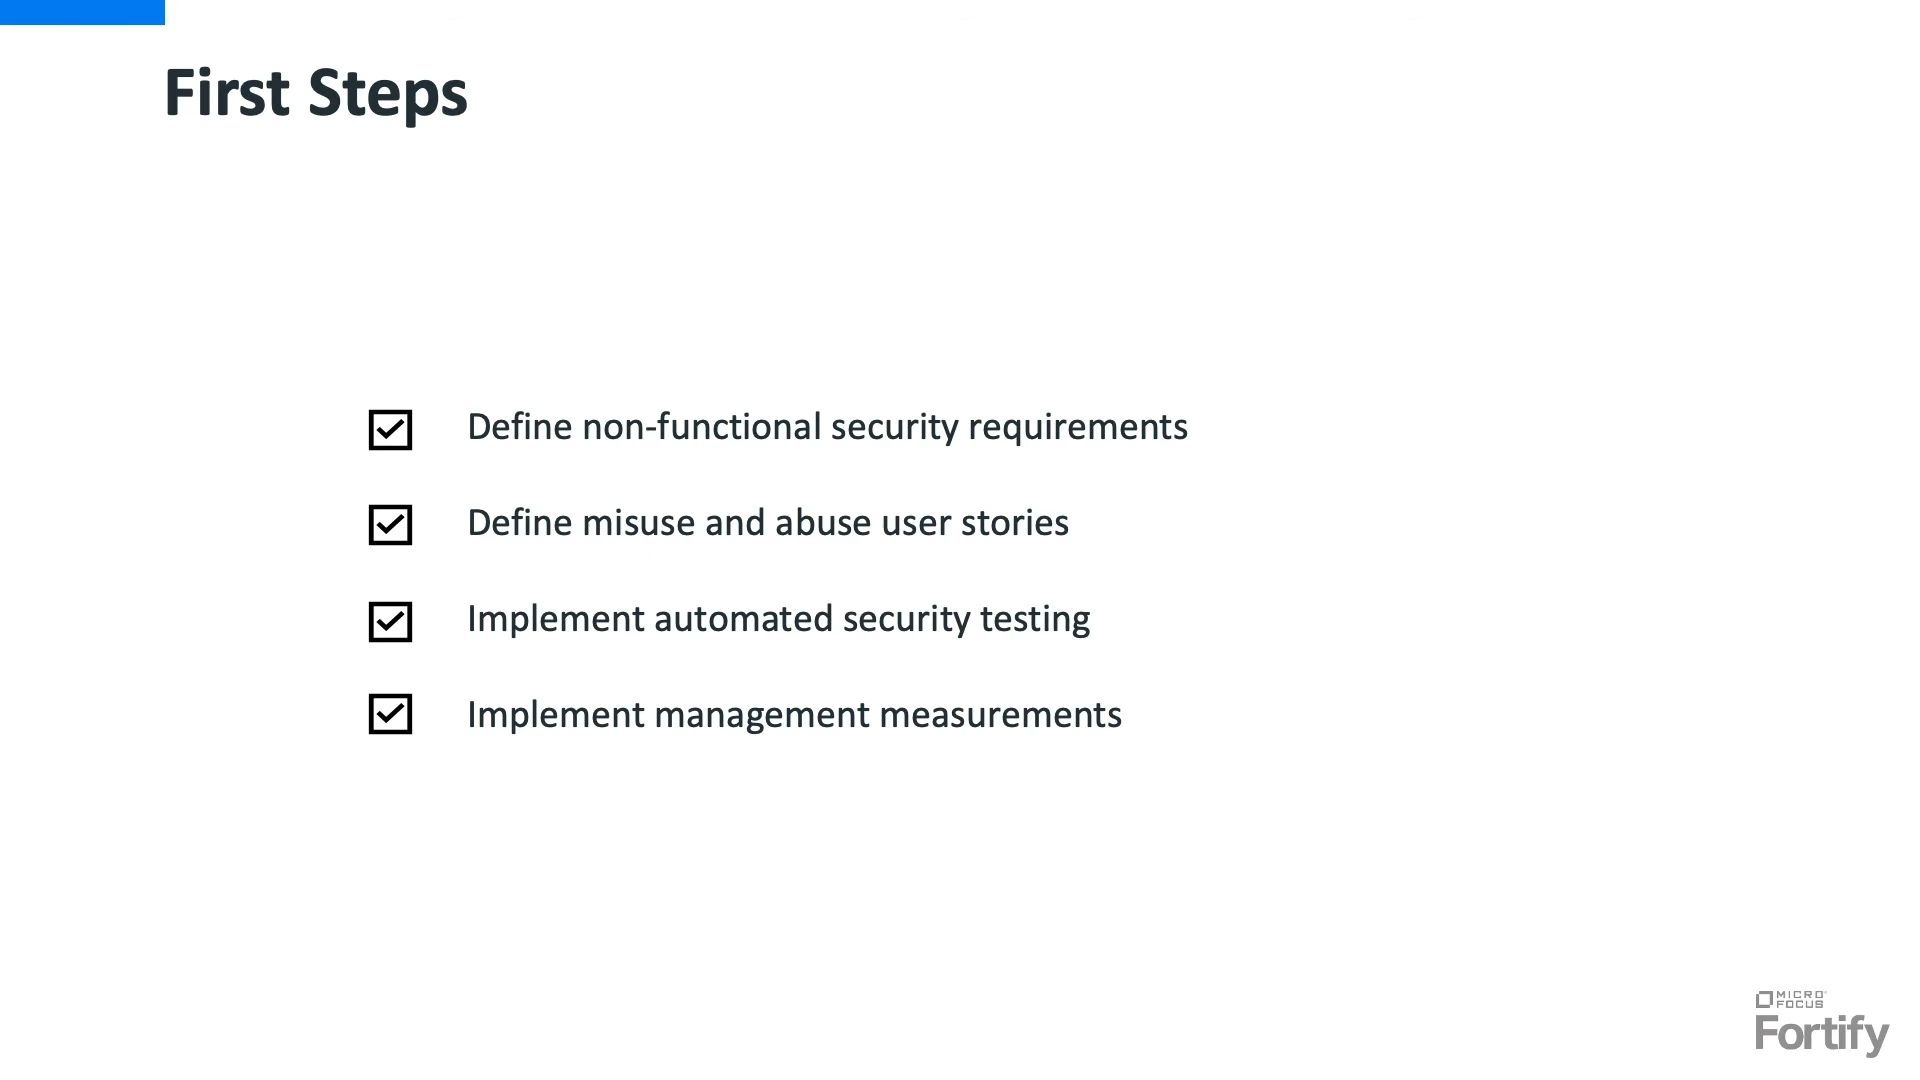 First Steps
Define non-functional security requirements
Define misuse and abuse user stories
Implement automated security testing
Implement management measurements
MICRO
FOCUS
Fortify